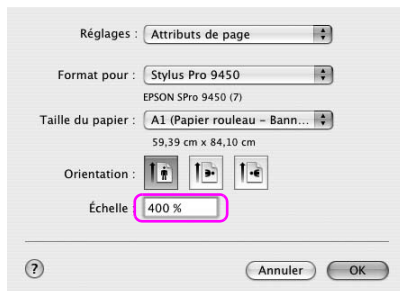 Réglages : Attributs de page
Format pour : Stylus Pro 9450
EPSON SPro 9450 (7)
Taille du papier : A1 (Papier rouleau – Bann...
59,39 cm x 84,10 cm
Orientation :
Échelle : 400 %
? Annuler OK